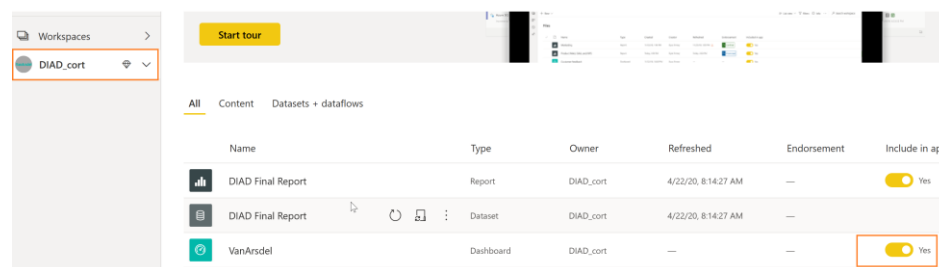 Workspaces
Start tour
DIAD_cort
All Content Datasets + dataflows
Name Type Owner Refreshed Endorsement Include in ap
DIAD Final Report Report DIAD_cort 4/22/20, 8:14:27 AM — Yes
DIAD Final Report Dataset DIAD_cort 4/22/20, 8:14:27 AM —
VanArsdel Dashboard DIAD_cort — — Yes